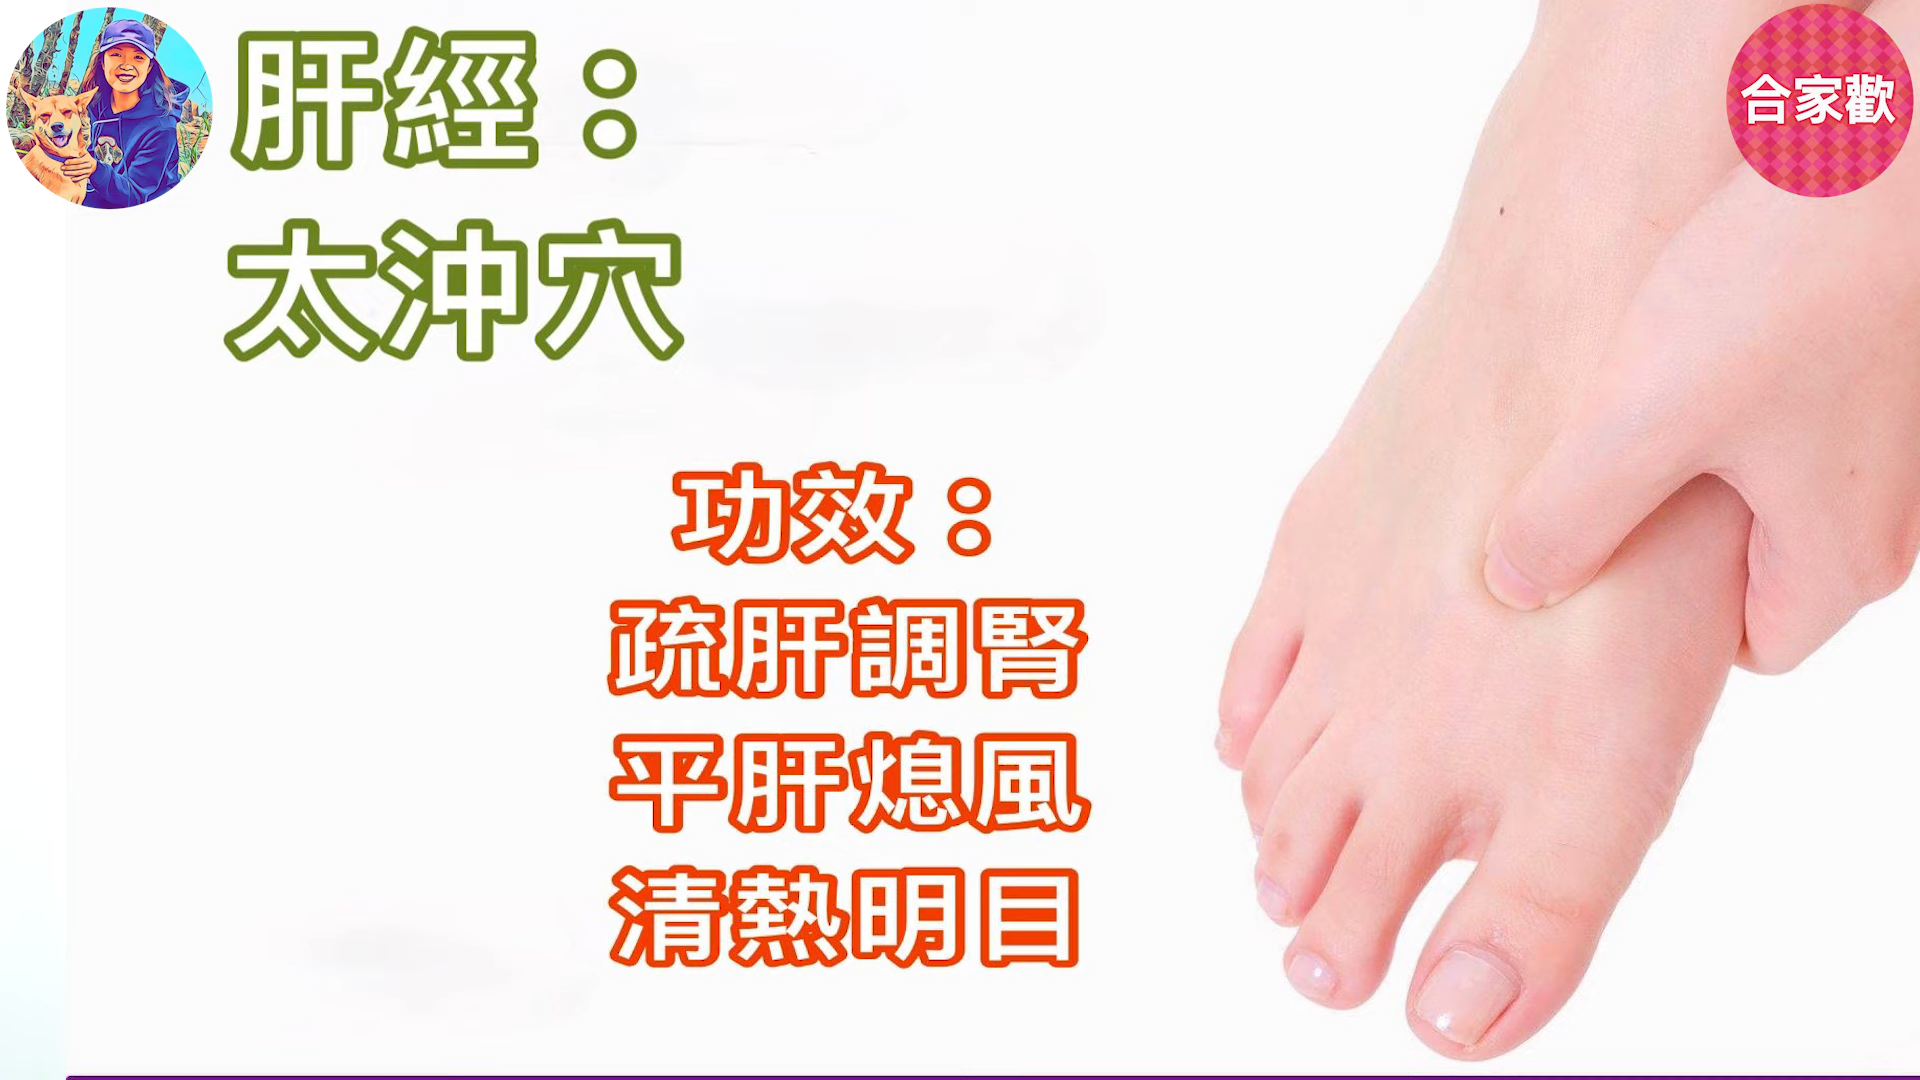 肝經：
太沖穴
合家歡
功效：
疏肝調腎
平肝熄風
清熱明目